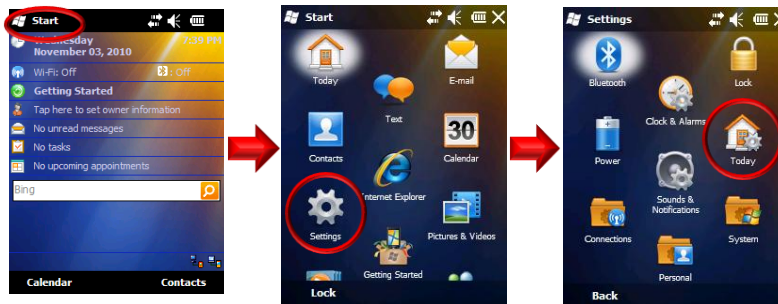 Start
Wednesday 7:29 PM
November 03, 2010
Wi-Fi: Off : Off
Getting Started
Tap here to set owner information
No unread messages
No tasks
No upcoming appointments
Bing
Calendar Contacts
Start
Today
E-mail
Text
Contacts
30
Calendar
Internet Explorer
Settings
Pictures & Videos
Getting Started
Lock
Settings
Bluetooth
Lock
Clock & Alarms
Power
Today
Sounds &
Notifications
Connections
System
Personal
Back